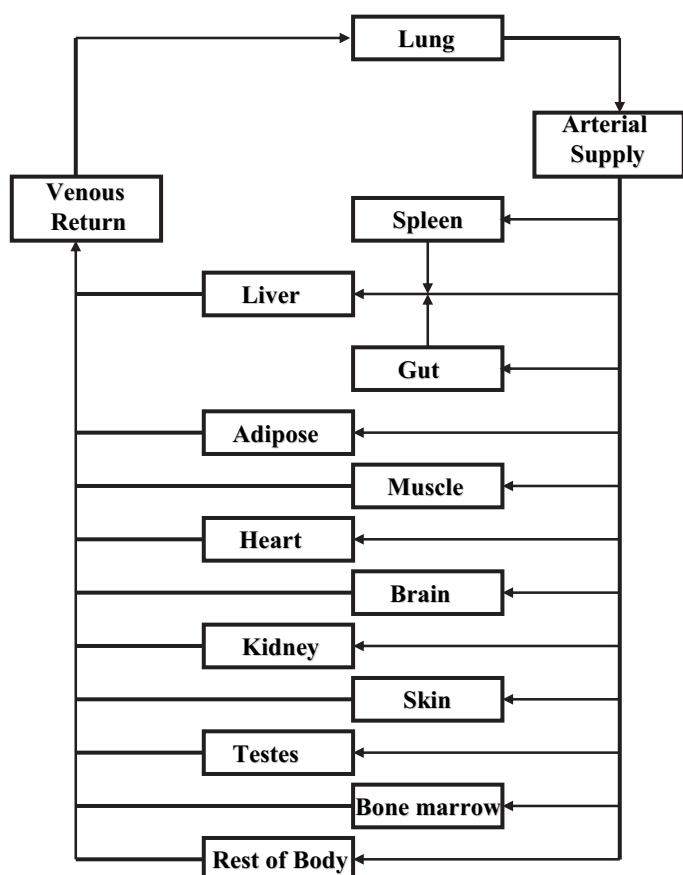 Lung
Arterial
Supply
Venous
Return
Spleen
Liver
Gut
Adipose
Muscle
Heart
Brain
Kidney
Skin
Testes
Bone marrow
Rest of Body